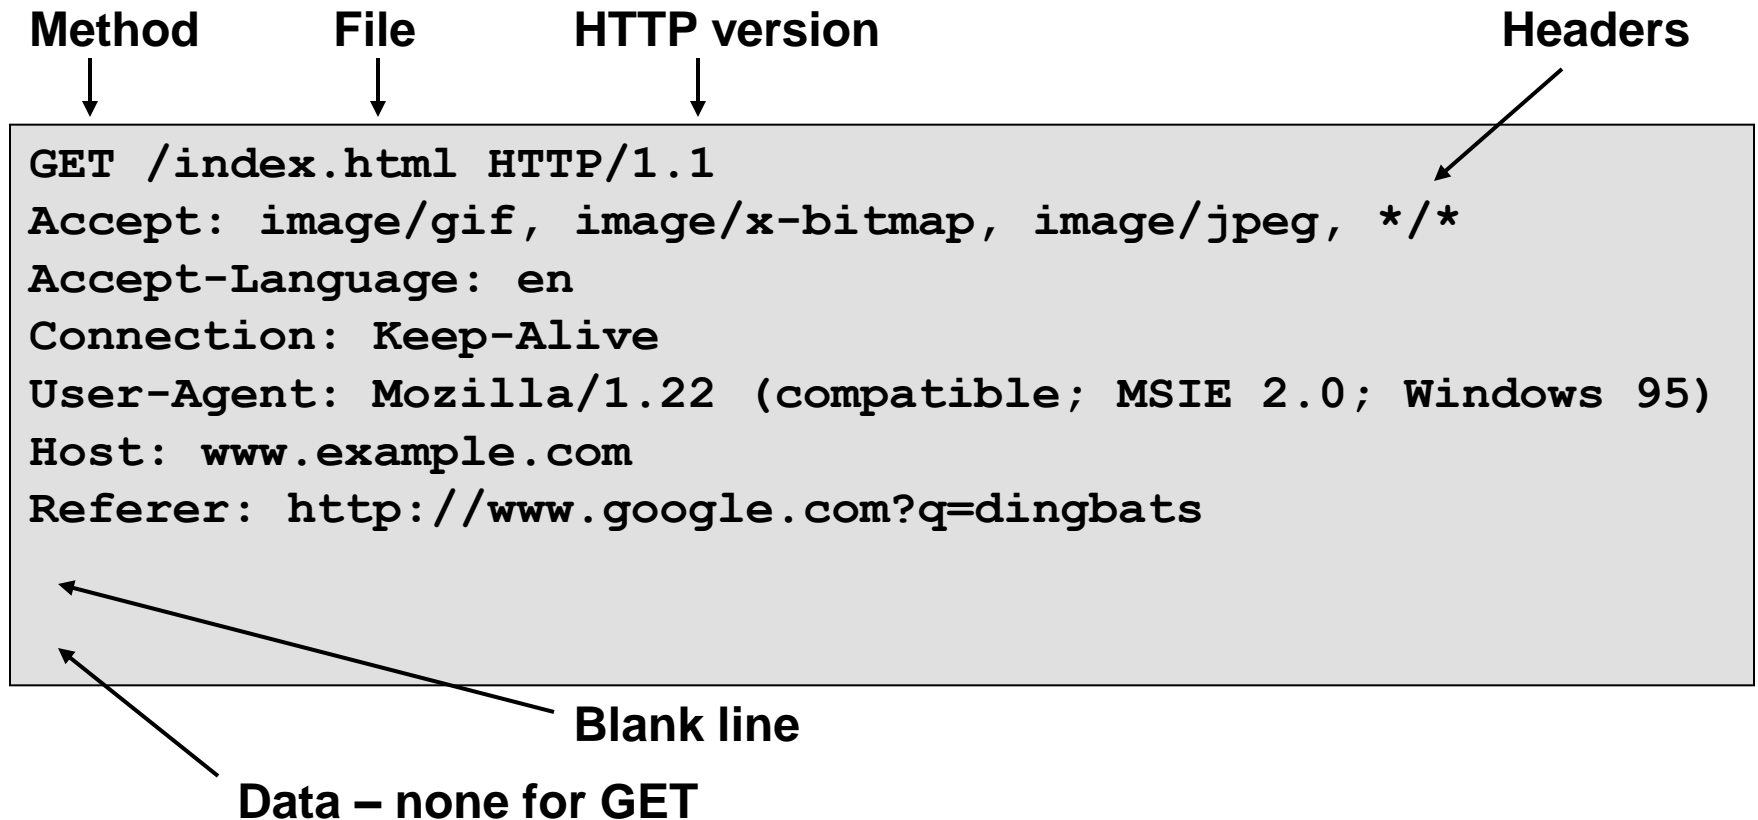 Method File HTTP version Headers
GET /index.html HTTP/1.1
Accept: image/gif, image/x-bitmap, image/jpeg, */*
Accept-Language: en
Connection: Keep-Alive
User-Agent: Mozilla/1.22 (compatible; MSIE 2.0; Windows 95)
Host: www.example.com
Referer: http://www.google.com?q=dingbats
Blank line
Data – none for GET